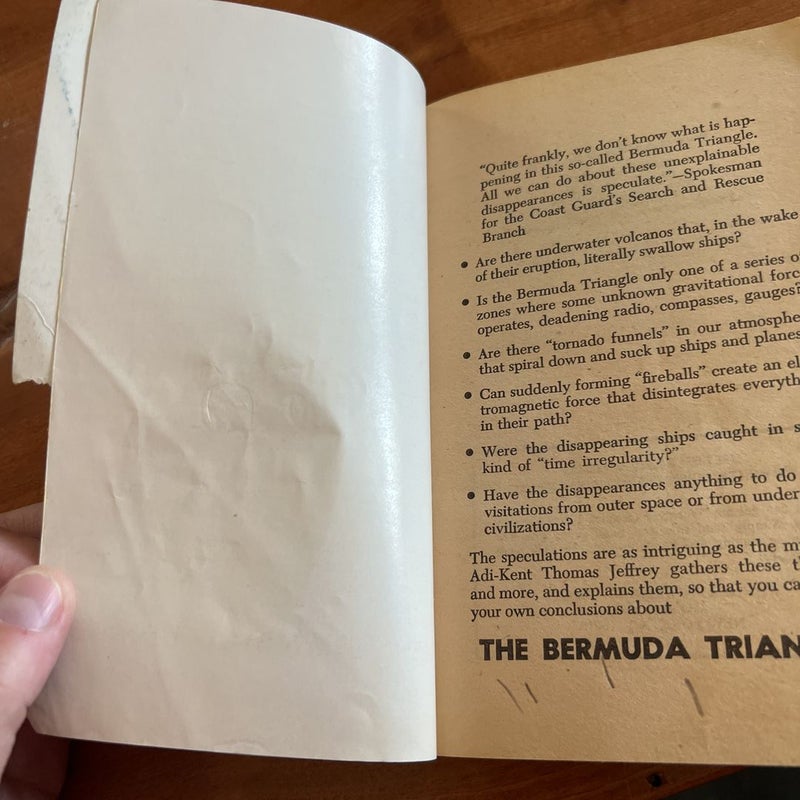 "Quite frankly, we don't know what is hap-
pening in this so-called Bermuda Triangle.
All we can do about these unexplainable
disappearances is speculate."—Spokesman
for the Coast Guard's Search and Rescue
Branch
• Are there underwater volcanos that, in the wake
of their eruption, literally swallow ships?
• Is the Bermuda Triangle only one of a series
zones where some unknown gravitational
operates, deadening radio, compasses, gauges?
• Are there "tornado funnels" in our
that spiral down and suck up ships and planes
• Can suddenly forming "fireballs" create an
tromagnetic force that disintegrates
in their path?
• Were the disappearing ships caught in
kind of "time irregularity?"
• Have the disappearances anything to do
visitations from outer space or from under
civilizations?
The speculations are as intriguing as the
Adi-Kent Thomas Jeffrey gathers these
and more, and explains them, so that you
your own conclusions about
THE BERMUDA